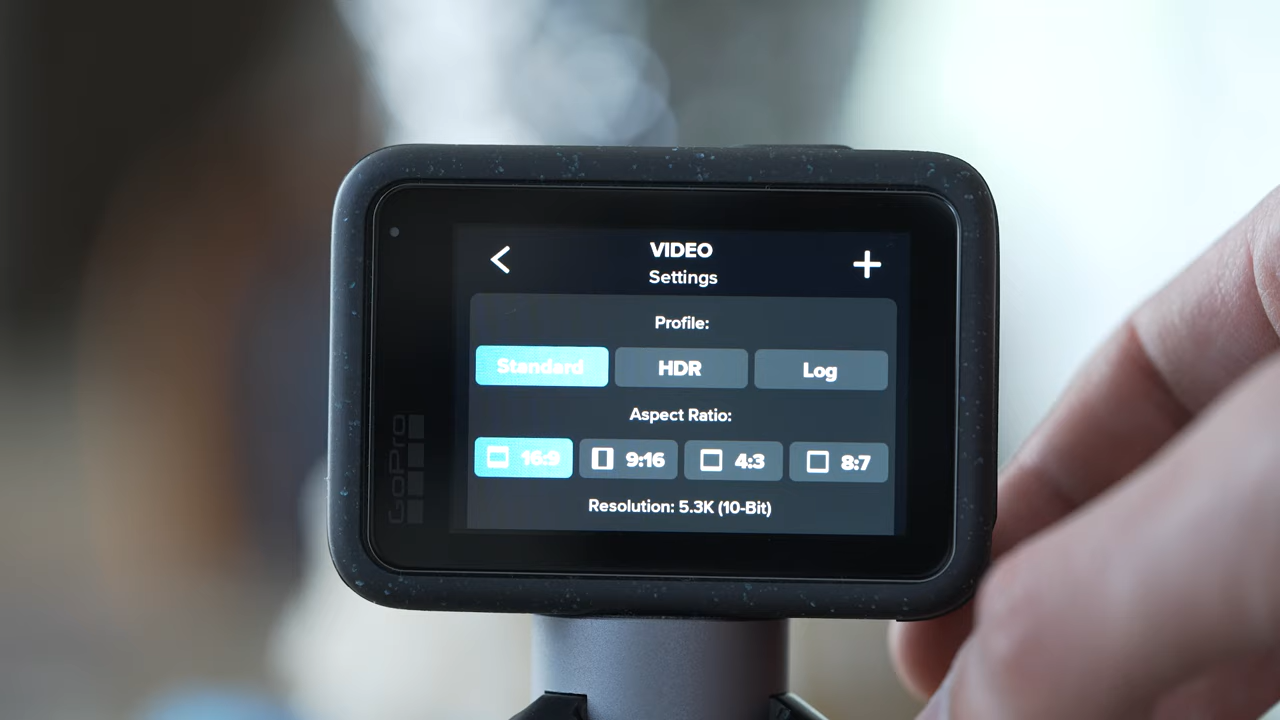 VIDEO
Settings
Profile:
Standard HDR Log
Aspect Ratio:
16:9 9:16 4:3 8:7
Resolution: 5.3K (10-Bit)
GoPro